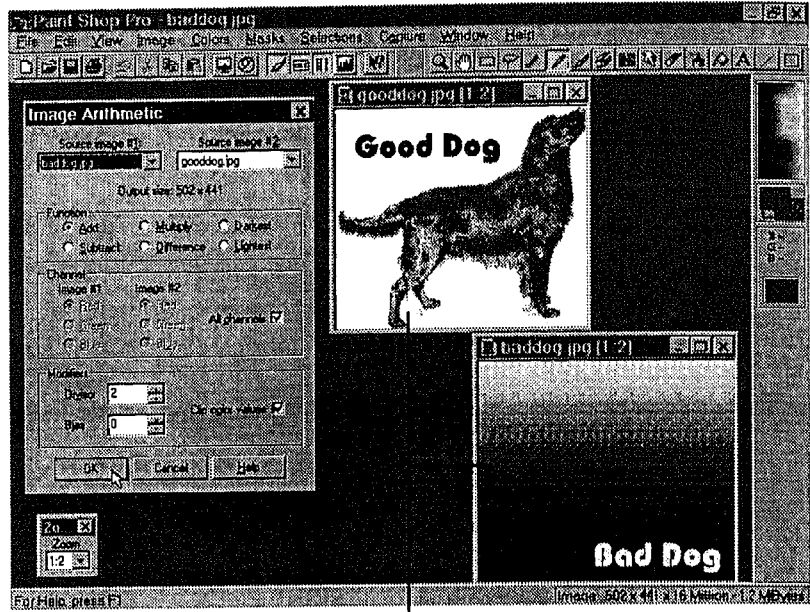 Paint Shop Pro - baddog.jpg
File Edit View Image Colors Masks Selections Capture Window Help
Image Arithmetic
Source image #1: Source image #2:
baddog.jpg gooddog.jpg
Output size: 502 x 441
Function
Add Multiply Darkest
Subtract Difference Lightest
Channel
Image #1 Image #2
Red Red
Green Green
Blue Blue
All channels
Modifiers
Divisor 2
Bias 0
Clip color values
OK Cancel Help
gooddog.jpg [1:2]
Good Dog
baddog.jpg [1:2]
Bad Dog
Zo...
Zoom
1:2
For Help, press F1
Image: 502 x 441 x 16 Million - 1.2 MBytes